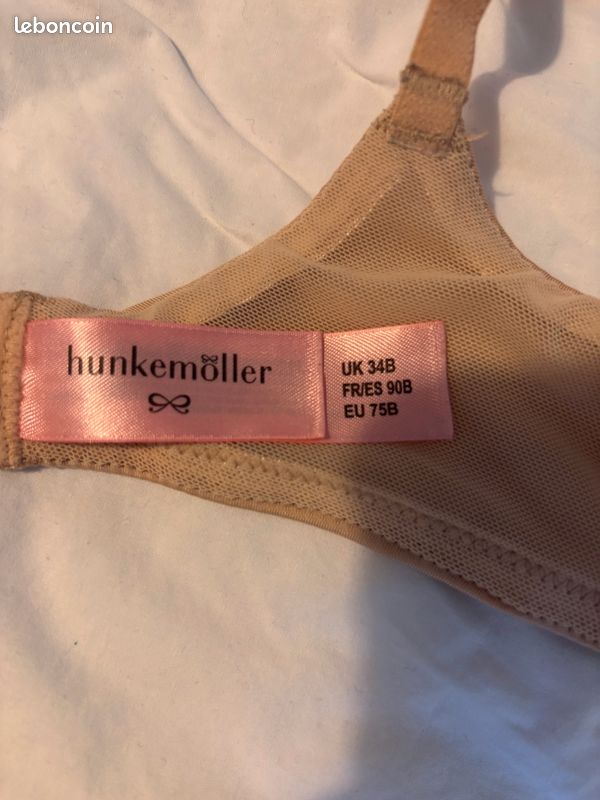 leboncoin
hunkemöller
UK 34B
FR/ES 90B
EU 75B